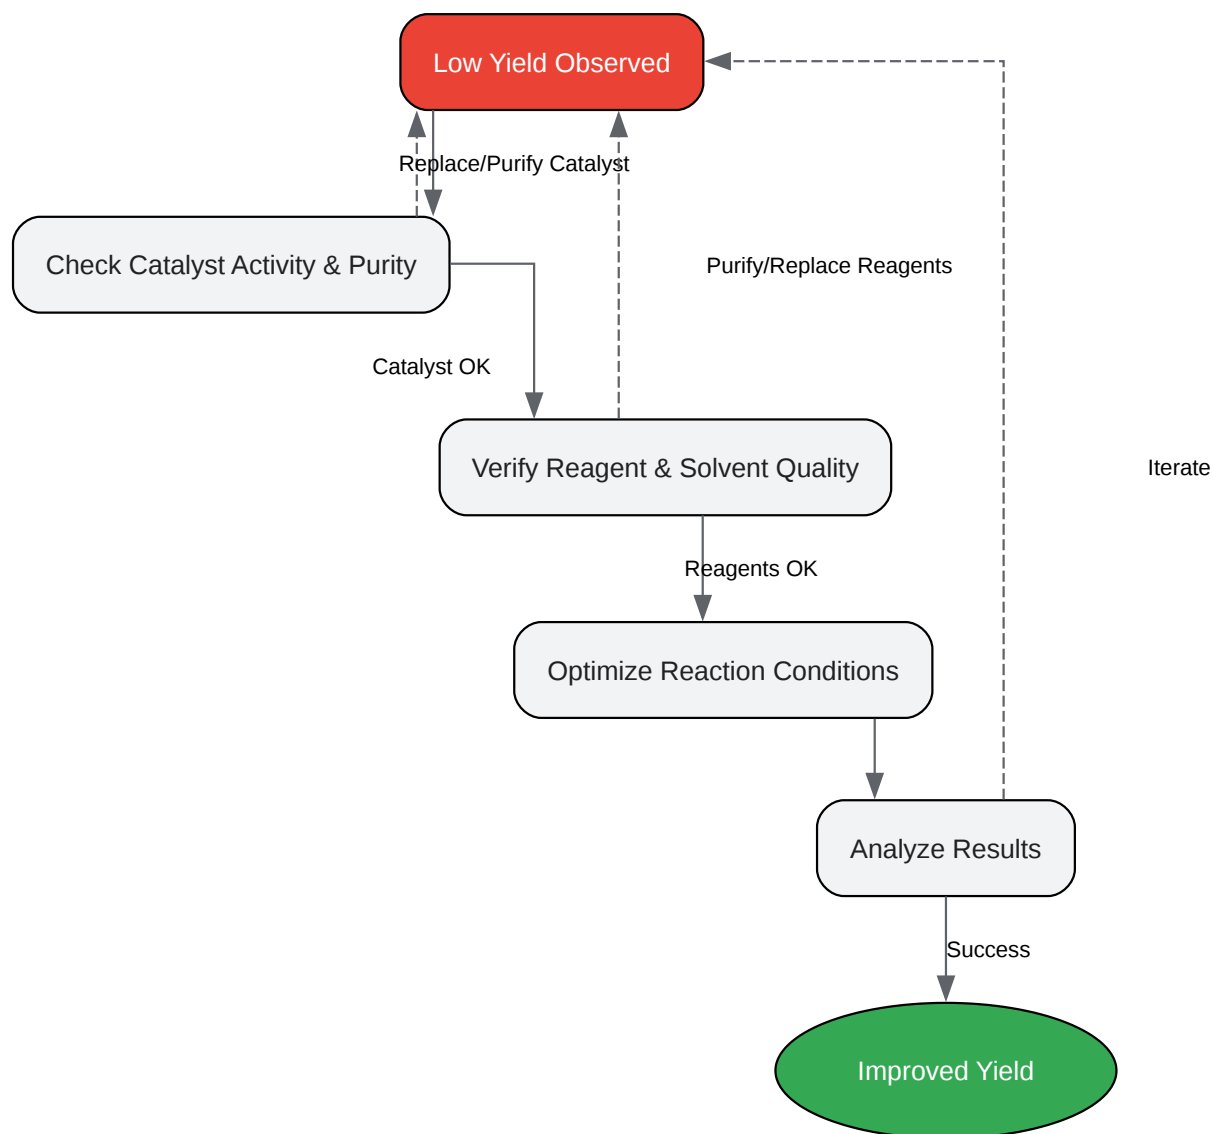 Low Yield Observed
Replace/Purify Catalyst
Check Catalyst Activity & Purity
Purify/Replace Reagents
Catalyst OK
Verify Reagent & Solvent Quality
Iterate
Reagents OK
Optimize Reaction Conditions
Analyze Results
Success
Improved Yield